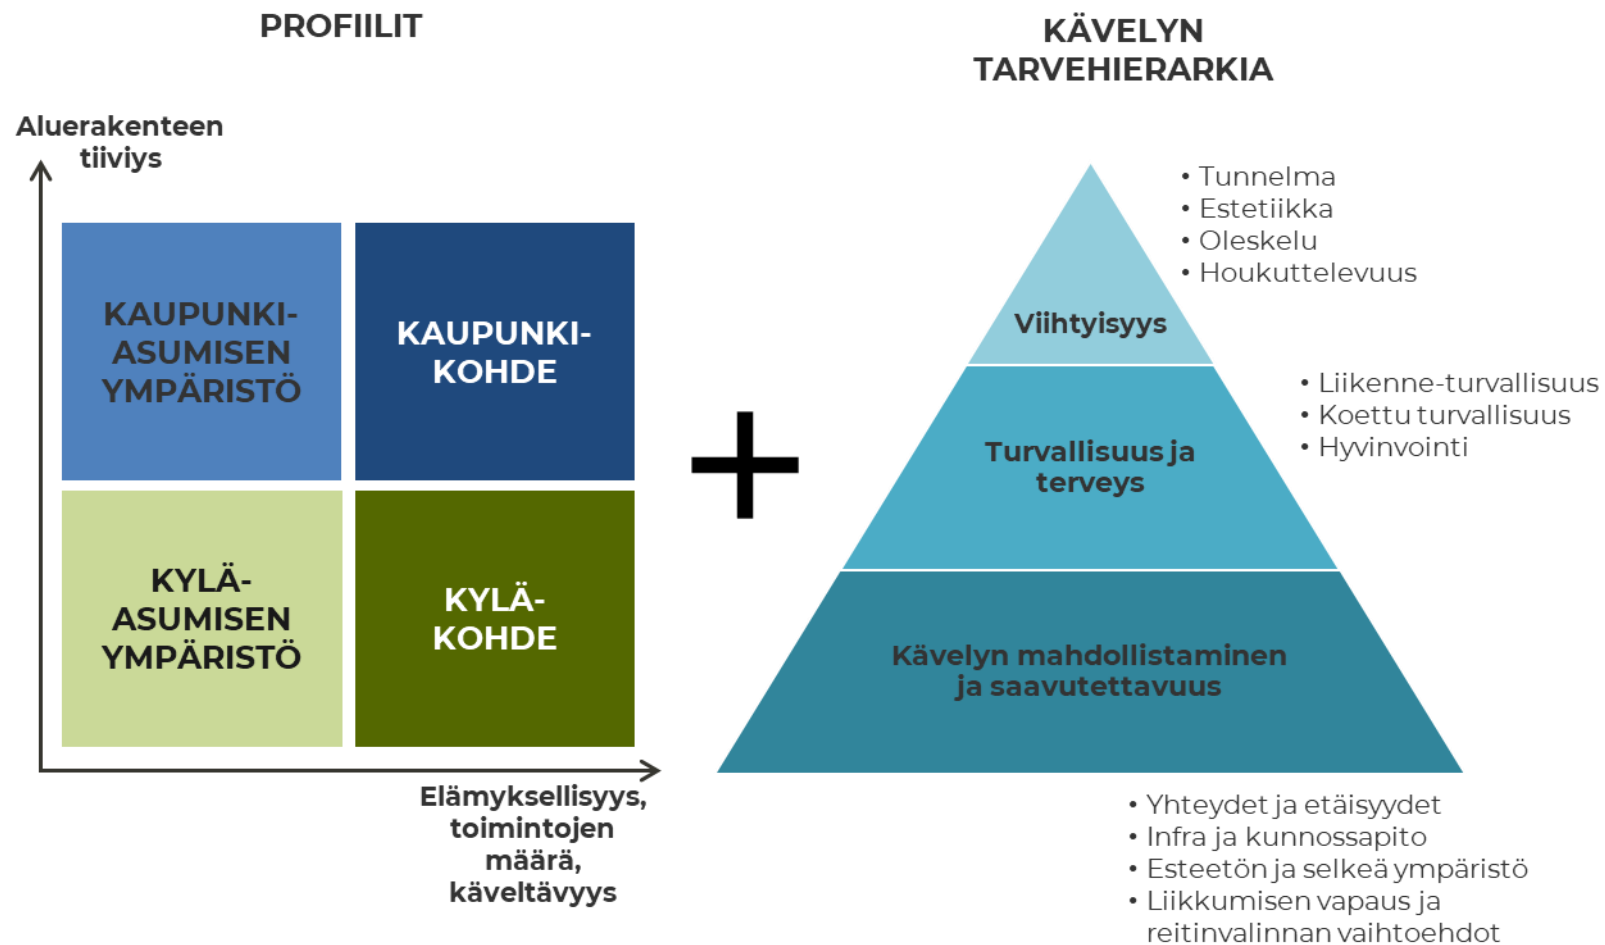 PROFIILIT
Aluerakenteen
tiiviys
KAUPUNKI-
ASUMISEN
YMPÄRISTÖ
KAUPUNKI-
KOHDE
KYLÄ-
ASUMISEN
YMPÄRISTÖ
KYLÄ-
KOHDE
Elämyksellisyys,
toimintojen
määrä,
käveltävyys
KÄVELYN
TARVEHIERARKIA
• Tunnelma
• Estetiikka
• Oleskelu
• Houkuttelevuus
Viihtyisyys
• Liikenne-turvallisuus
• Koettu turvallisuus
• Hyvinvointi
Turvallisuus ja
terveys
Kävelyn mahdollistaminen
ja saavutettavuus
• Yhteydet ja etäisyydet
• Infra ja kunnossapito
• Esteetön ja selkeä ympäristö
• Liikkumisen vapaus ja
reitinvalinnan vaihtoehdot